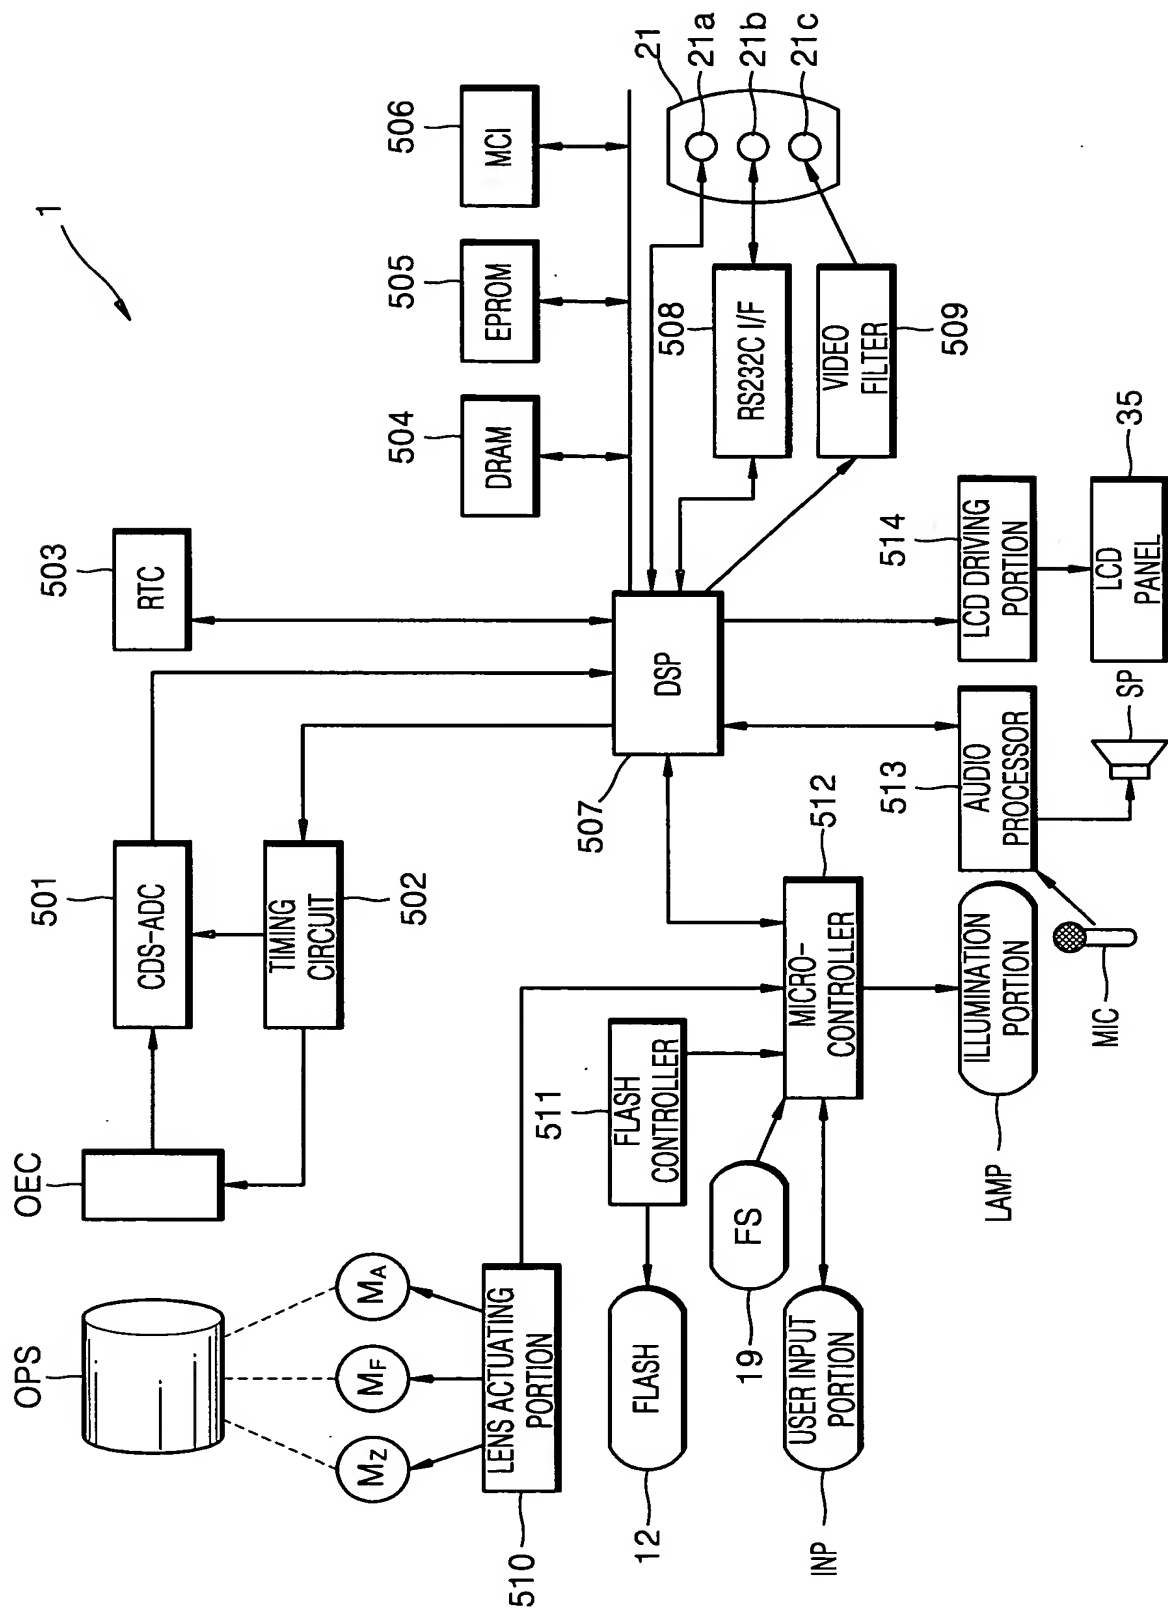 1
OPS
OEC
501
CDS-ADC
TIMING
CIRCUIT
502
503
RTC
504
DRAM
505
EPROM
506
MCI
MA
MF
MZ
LENS ACTUATING
PORTION
510
507
DSP
21
21a
21b
21c
508
RS232C I/F
VIDEO
FILTER
509
511
FLASH
CONTROLLER
FLASH
12
FS
19
USER INPUT
PORTION
INP
512
MICRO-
CONTROLLER
ILLUMINATION
PORTION
LAMP
513
AUDIO
PROCESSOR
MIC
SP
514
LCD DRIVING
PORTION
LCD
PANEL
35